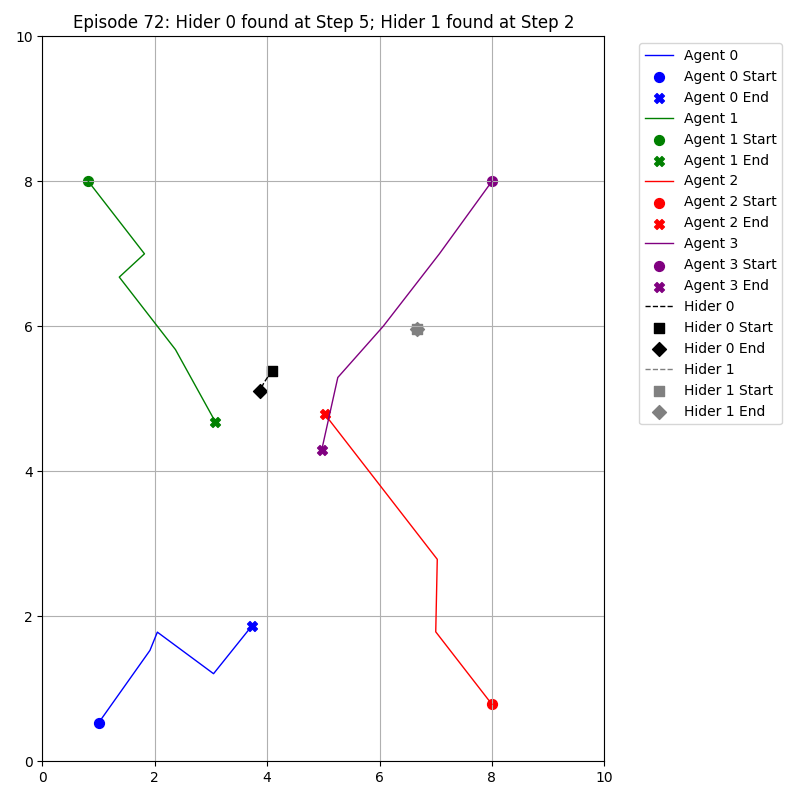 Episode 72: Hider 0 found at Step 5; Hider 1 found at Step 2
10
8
6
4
2
0
0 2 4 6 8 10
Agent 0
Agent 0 Start
Agent 0 End
Agent 1
Agent 1 Start
Agent 1 End
Agent 2
Agent 2 Start
Agent 2 End
Agent 3
Agent 3 Start
Agent 3 End
Hider 0
Hider 0 Start
Hider 0 End
Hider 1
Hider 1 Start
Hider 1 End